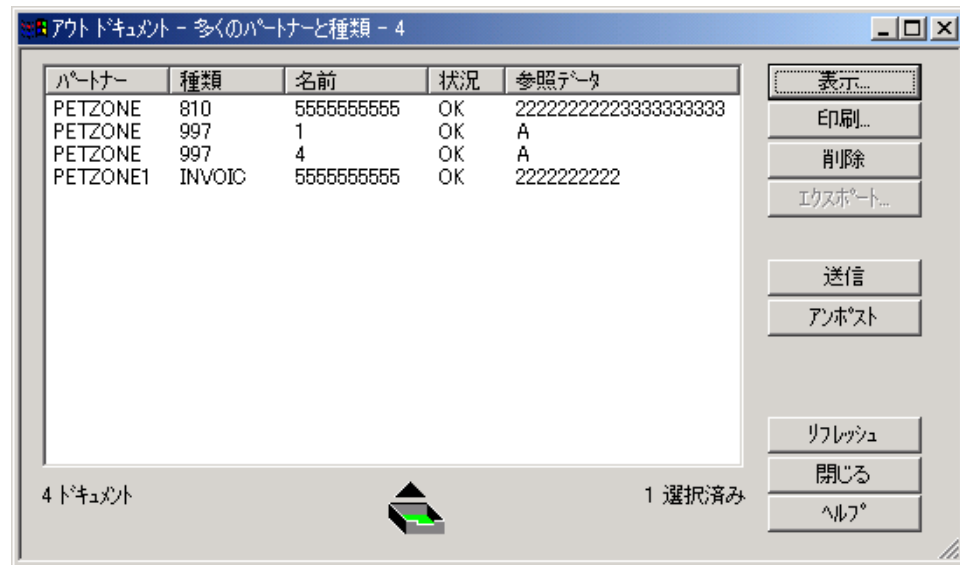 ｱｳﾄ ﾄﾞｷｭﾒﾝﾄ - 多くのﾊﾟｰﾄﾅｰと種類 - 4
ﾊﾟｰﾄﾅｰ 種類 名前 状況 参照ﾃﾞｰﾀ
PETZONE 810 5555555555 OK 22222222223333333333
PETZONE 997 1 OK A
PETZONE 997 4 OK A
PETZONE1 INVOIC 5555555555 OK 2222222222
表示...
印刷...
削除
ｴｸｽﾎﾟｰﾄ...
送信
ｱﾝﾎﾟｽﾄ
ﾘﾌﾚｯｼｭ
閉じる
ﾍﾙﾌﾟ
4 ﾄﾞｷｭﾒﾝﾄ
1 選択済み